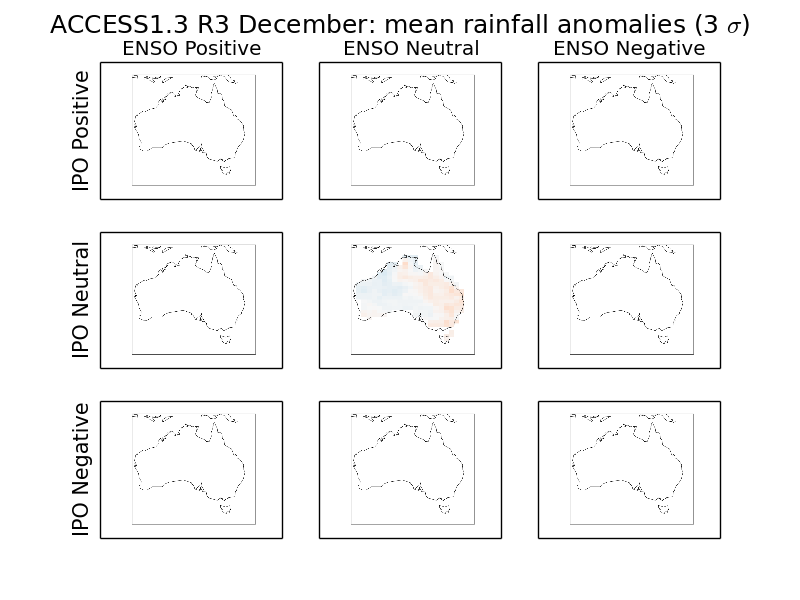 ACCESS1.3 R3 December: mean rainfall anomalies (3 σ)
ENSO Positive
ENSO Neutral
ENSO Negative
IPO Positive
IPO Neutral
IPO Negative